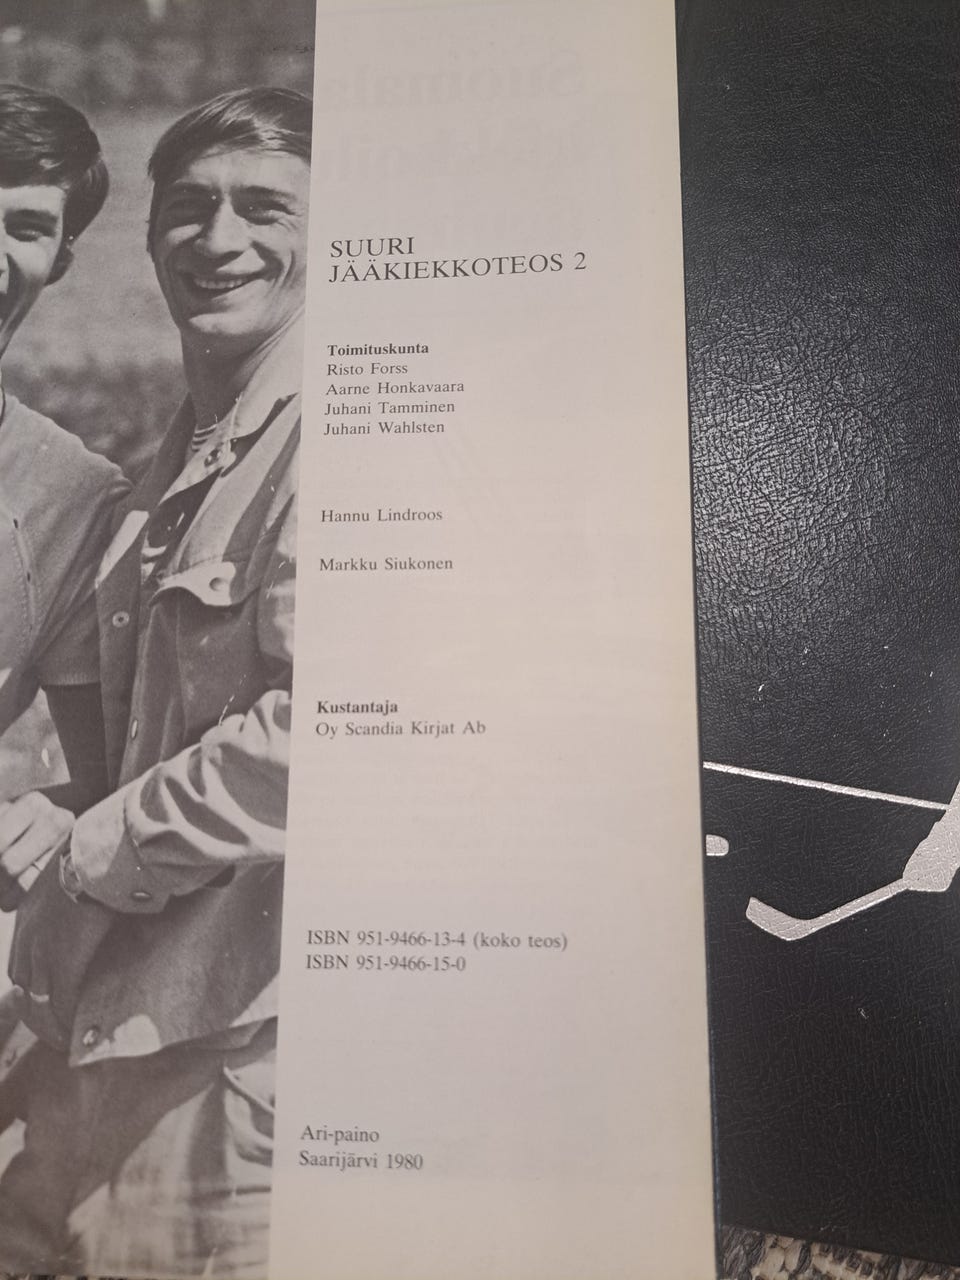 SUURI
JÄÄKIEKKOTEOS 2
Toimituskunta
Risto Forss
Aarne Honkavaara
Juhani Tamminen
Juhani Wahlsten
Hannu Lindroos
Markku Siukonen
Kustantaja
Oy Scandia Kirjat Ab
ISBN 951-9466-13-4 (koko teos)
ISBN 951-9466-15-0
Ari-paino
Saarijärvi 1980